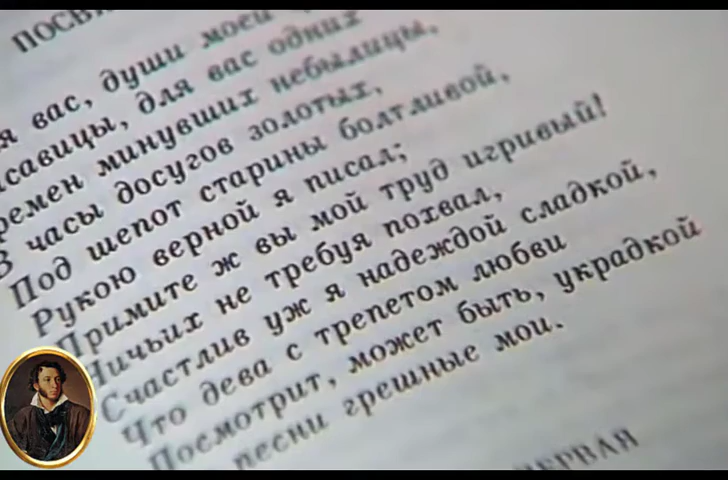 ПОСВЯ
я вас, души моей
савицы, для вас одних
ремен минувших небылицы,
В часы досугов золотых,
Под шепот старины болтливой,
Рукою верной я писал;
Примите ж вы мой труд игривый!
Ничьих не требуя похвал,
Счастлив уж я надеждой сладкой,
Что дева с трепетом любви
Посмотрит, может быть, украдкой
песни грешные мои.
ПЕРВАЯ